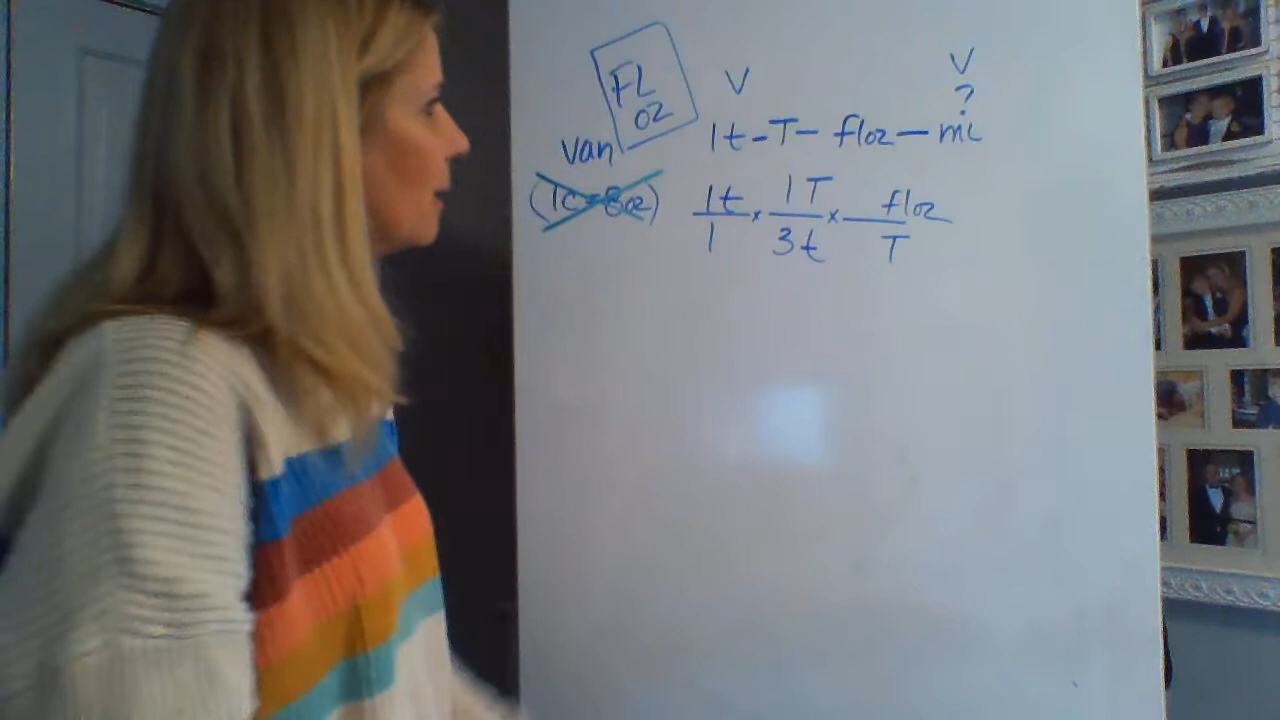 FL
oz
van
(1c=8oz)
V
V
?
1t-T-floz-mL
1t/1 × 1T/3t × floz/T